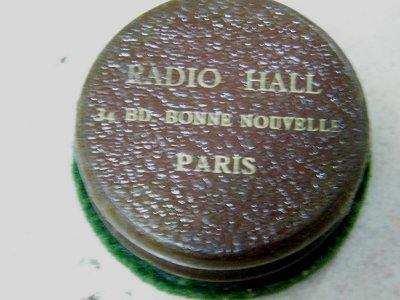 RADIO HALL
34 BD. BONNE NOUVELLE
PARIS